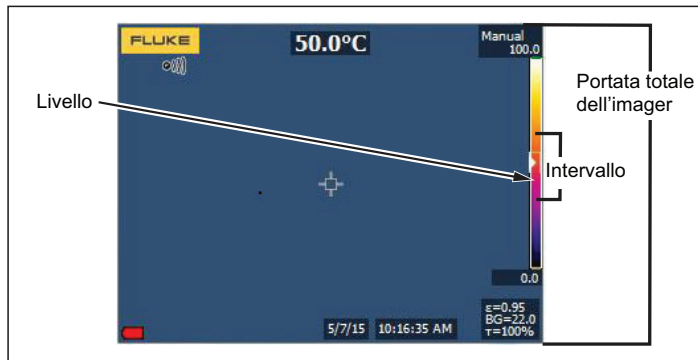 FLUKE
50.0°C
Manual
100.0
Portata totale
dell'imager
Livello
Intervallo
0.0
ε=0.95
BG=22.0
τ=100%
5/7/15 10:16:35 AM